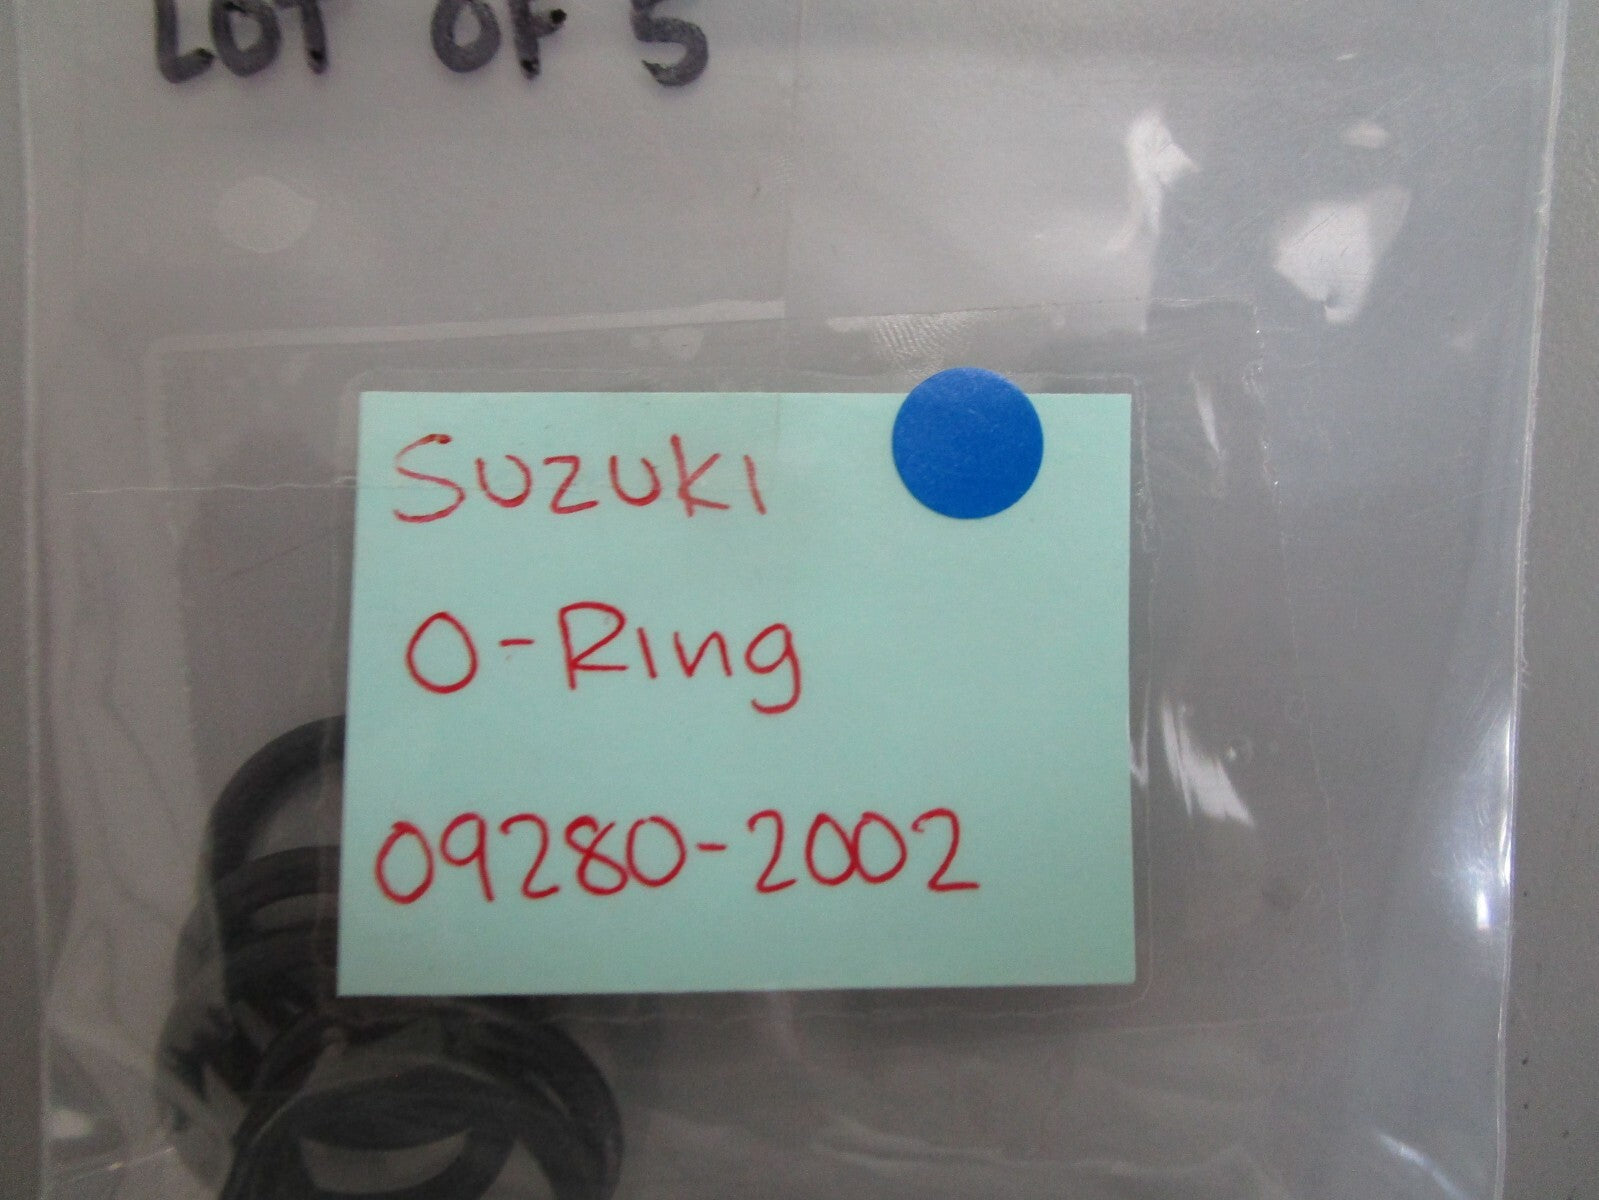 LOT OF 5
Suzuki
O-Ring
09280-2002